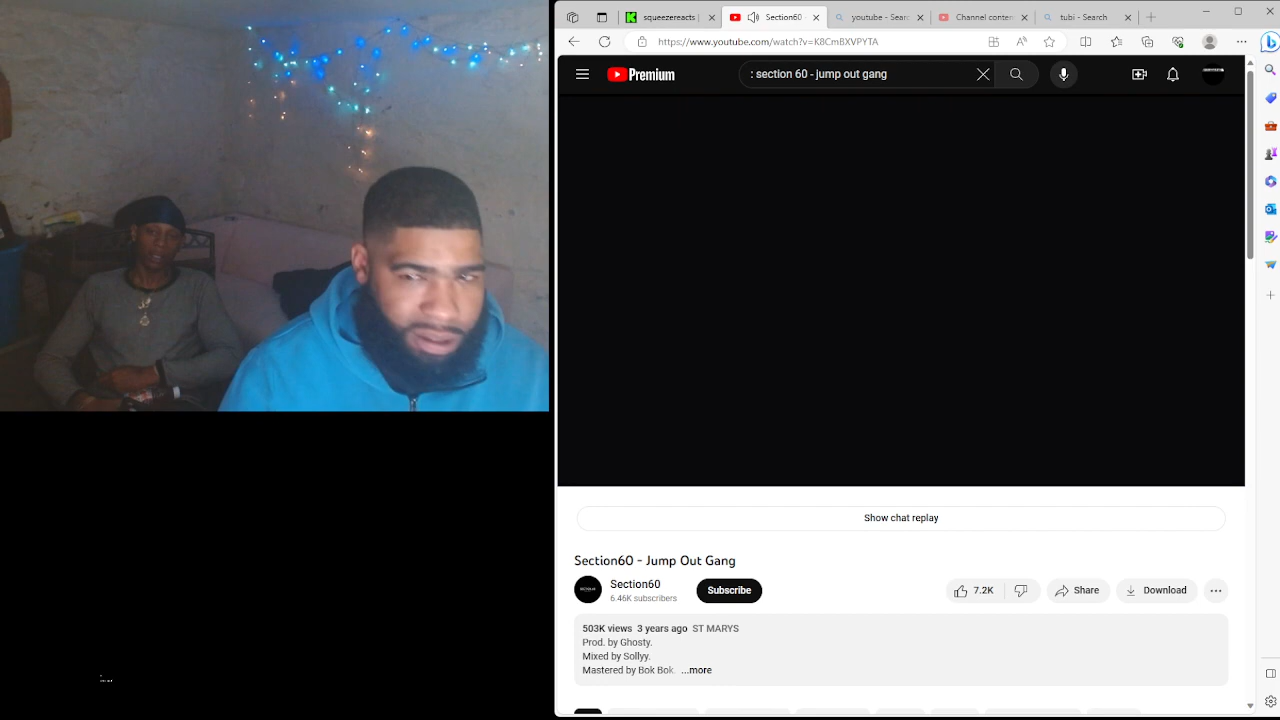 squeezereacts
Section60 -
youtube - Searc
Channel conten
tubi - Search
https://www.youtube.com/watch?v=K8CmBXVPYTA
Premium
: section 60 - jump out gang
Show chat replay
Section60 - Jump Out Gang
Section60
6.46K subscribers
Subscribe
7.2K
Share
Download
503K views 3 years ago ST MARYS
Prod. by Ghosty.
Mixed by Sollyy.
Mastered by Bok Bok ...more